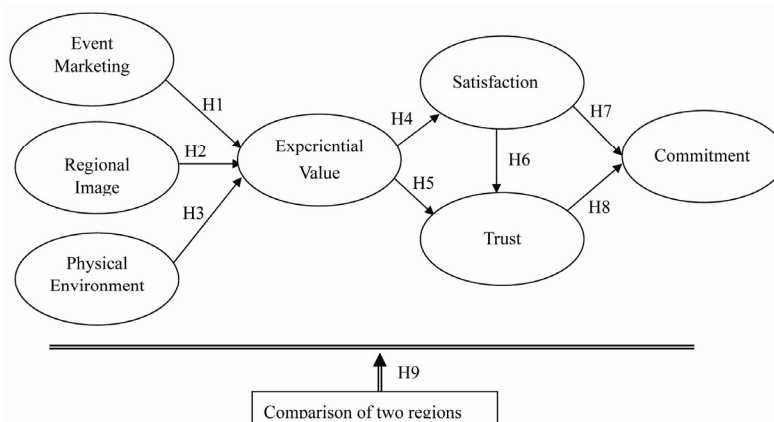 Event
Marketing
H1
Regional
Image
H2
H3
Physical
Environment
Experiential
Value
H4
H5
Satisfaction
H6
Trust
H7
H8
Commitment
H9
Comparison of two regions